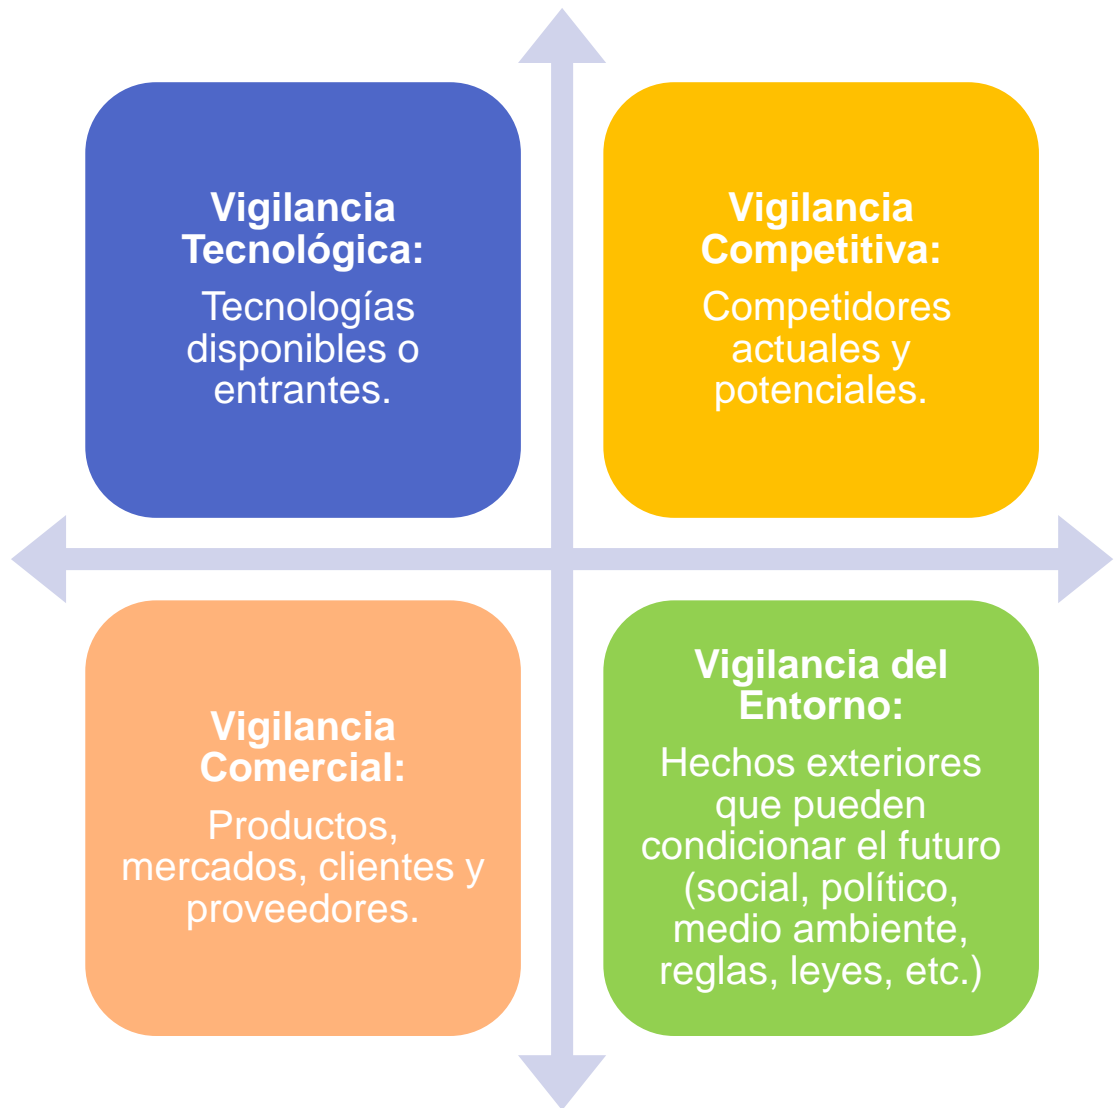 Vigilancia
Tecnológica:
Tecnologías
disponibles o
entrantes.
Vigilancia
Competitiva:
Competidores
actuales y
potenciales.
Vigilancia
Comercial:
Productos,
mercados, clientes y
proveedores.
Vigilancia del
Entorno:
Hechos exteriores
que pueden
condicionar el futuro
(social, político,
medio ambiente,
reglas, leyes, etc.)